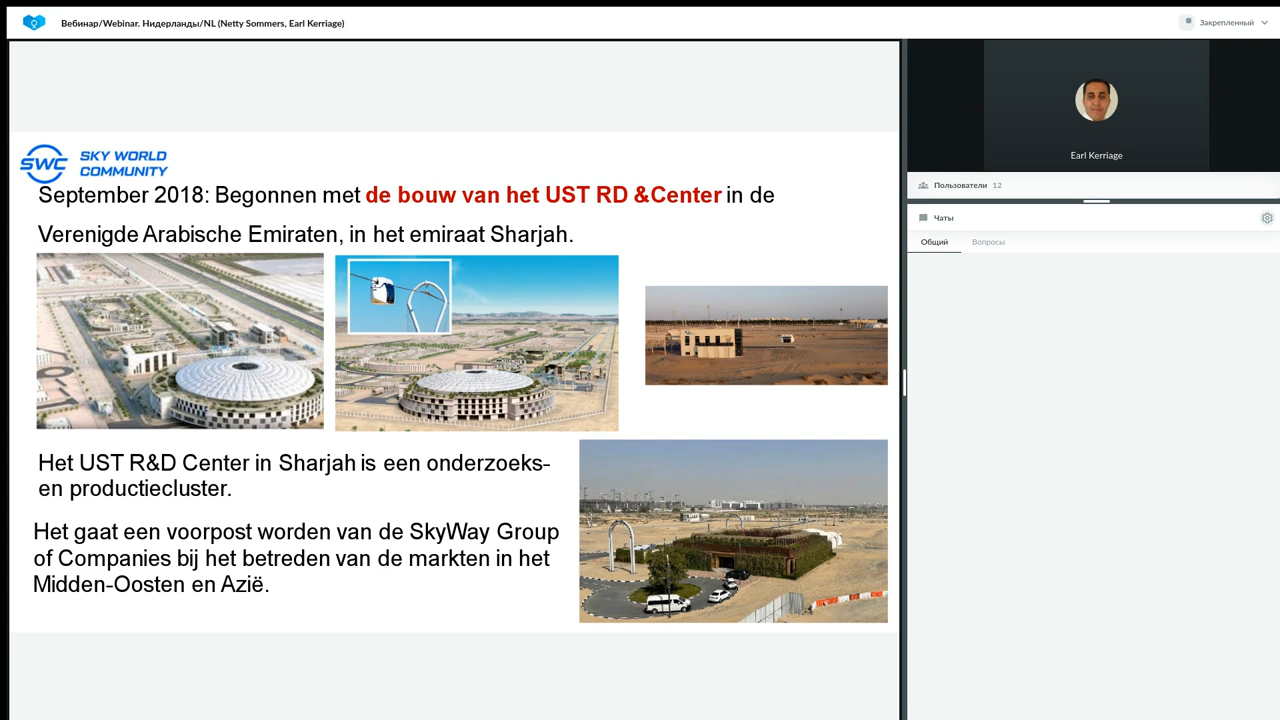 Вебинар/Webinar. Нидерланды/NL (Netty Sommers, Earl Kerriage)
Закрепленный
SWC
SKY WORLD
COMMUNITY
September 2018: Begonnen met de bouw van het UST RD &Center in de
Verenigde Arabische Emiraten, in het emiraat Sharjah.
Het UST R&D Center in Sharjah is een onderzoeks-
en productiecluster.
Het gaat een voorpost worden van de SkyWay Group
of Companies bij het betreden van de markten in het
Midden-Oosten en Azië.
Earl Kerriage
Пользователи 12
Чаты
Общий
Вопросы